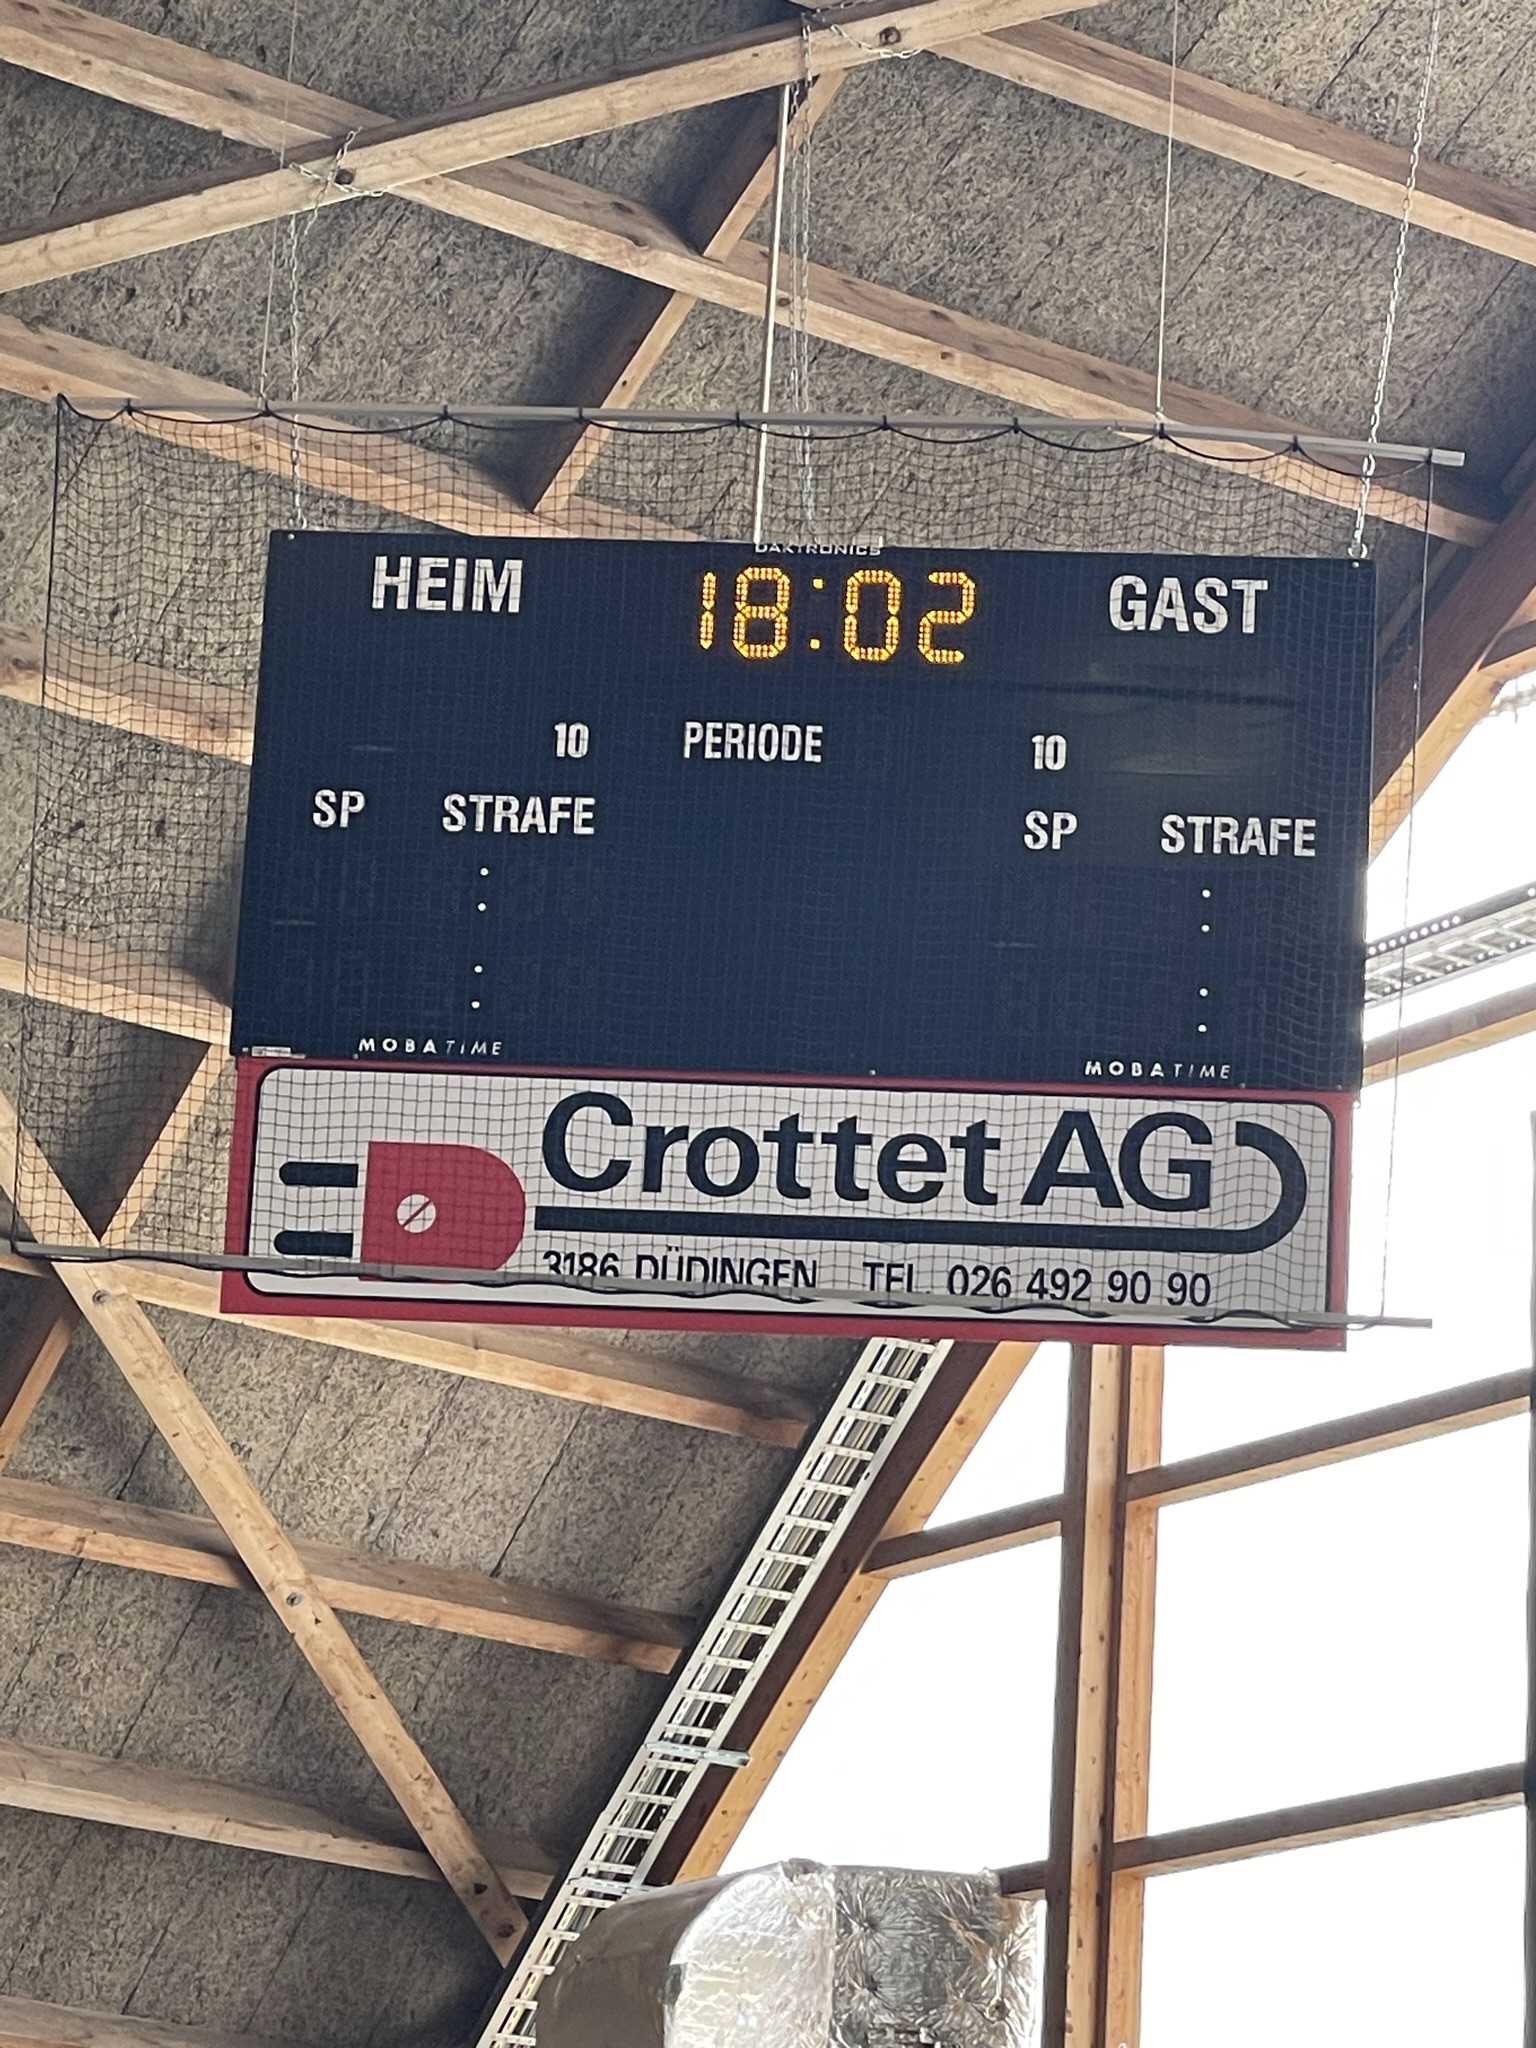 DAKTRONICS
HEIM 18:02 GAST
10 PERIODE 10
SP STRAFE SP STRAFE
MOBATIME MOBATIME
Crottet AG
3186 DÜDINGEN TEL. 026 492 90 90